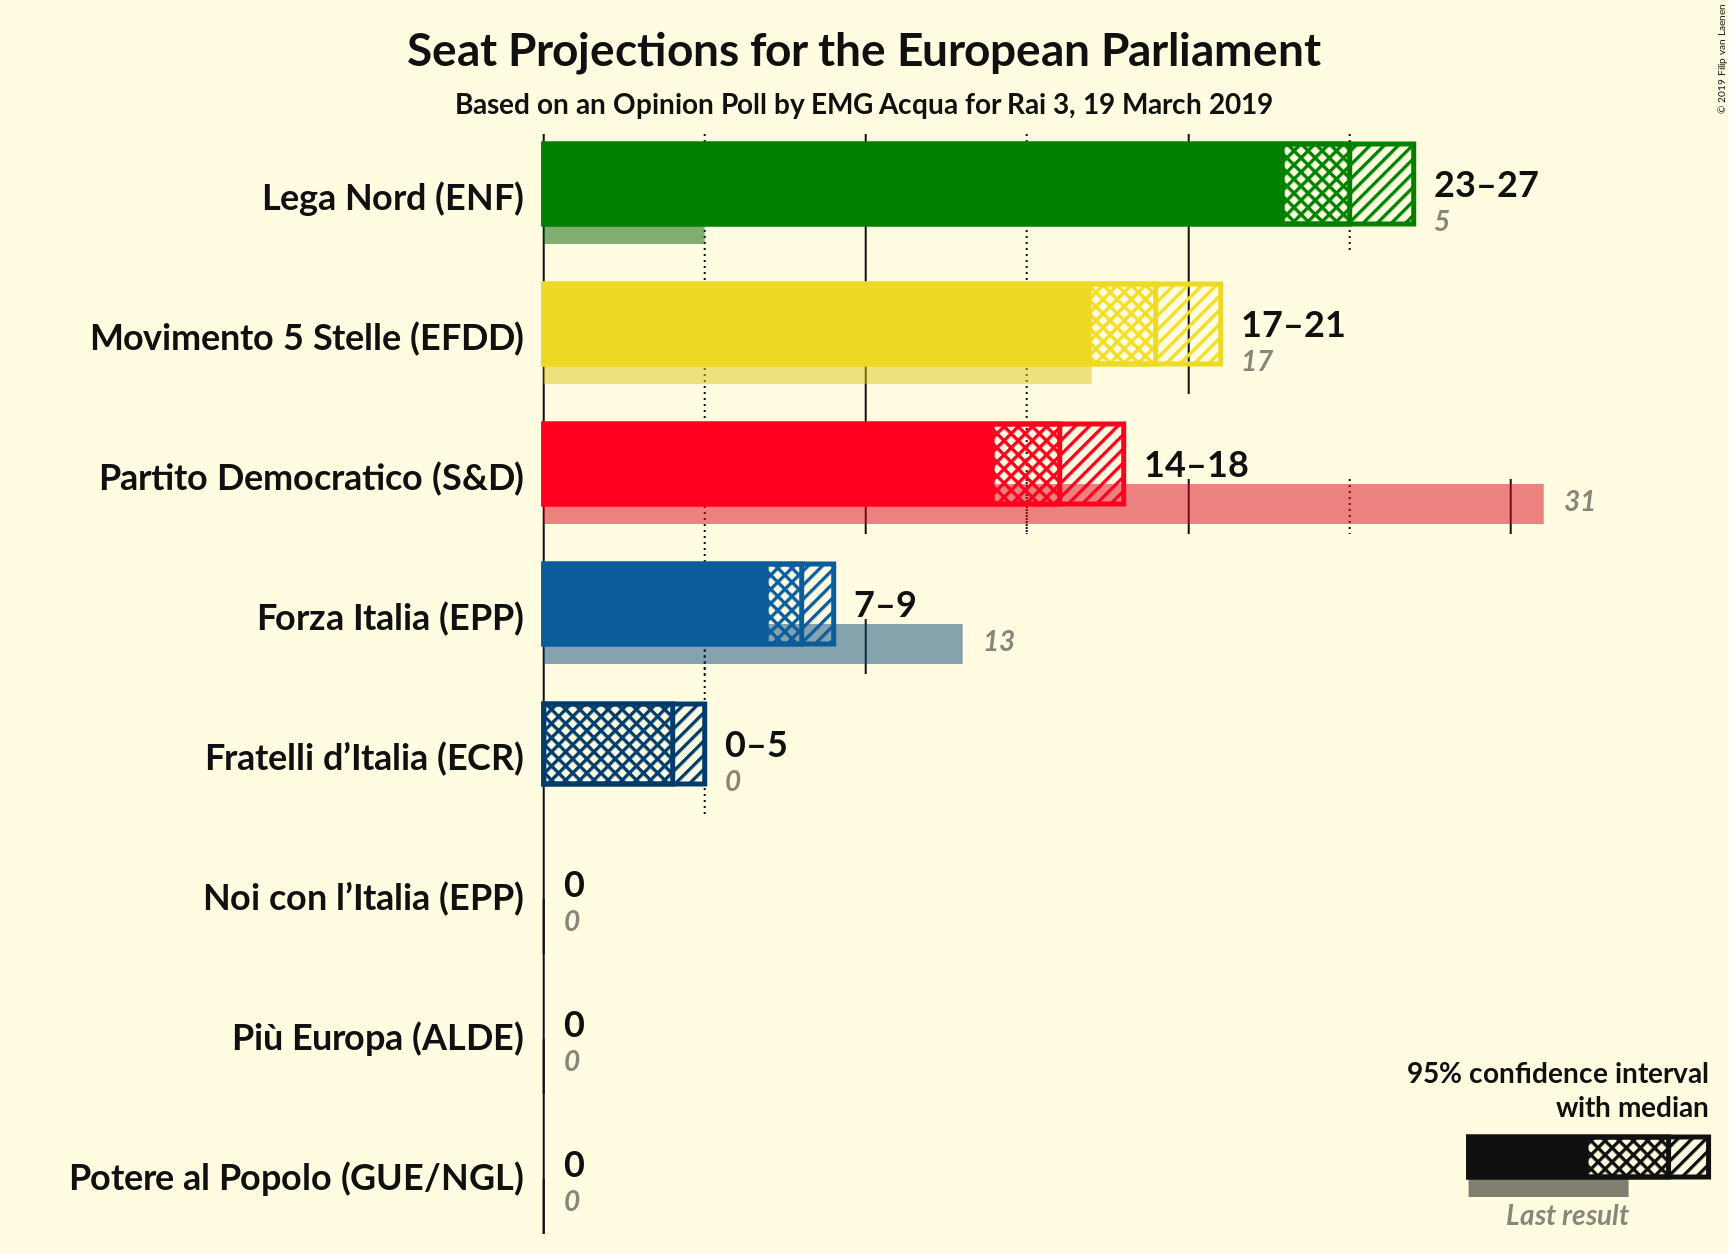 Seat Projections for the European Parliament
Based on an Opinion Poll by EMG Acqua for Rai 3, 19 March 2019
© 2019 Filip van Laenen
Lega Nord (ENF)
23–27
5
Movimento 5 Stelle (EFDD)
17–21
17
Partito Democratico (S&D)
14–18
31
Forza Italia (EPP)
7–9
13
Fratelli d’Italia (ECR)
0–5
0
Noi con l’Italia (EPP)
0
0
Più Europa (ALDE)
0
0
Potere al Popolo (GUE/NGL)
0
0
95% confidence interval
with median
Last result